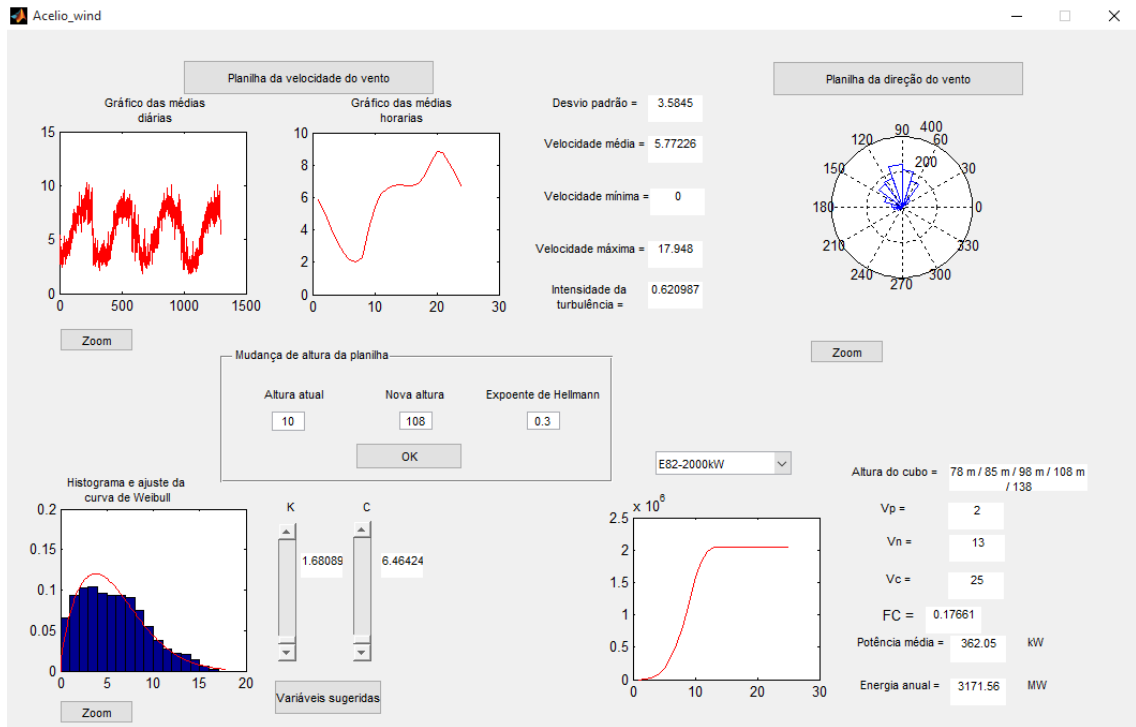 Acelio_wind
Planilha da velocidade do vento
Planilha da direção do vento
Gráfico das médias
diárias
15
10
5
0
0
500
1000
1500
Zoom
Gráfico das médias
horarias
10
8
6
4
2
0
0
10
20
30
Desvio padrão =
3.5845
Velocidade média =
5.77226
Velocidade mínima =
0
Velocidade máxima =
17.948
Intensidade da
turbulência =
0.620987
90
400
120
60
150
200
30
180
0
210
330
240
300
270
Zoom
Mudança de altura da planilha
Altura atual
Nova altura
Expoente de Hellmann
10
108
0.3
OK
Histograma e ajuste da
curva de Weibull
0.2
0.15
0.1
0.05
0
0
5
10
15
20
Zoom
K
C
1.68089
6.46424
Variáveis sugeridas
E82-2000kW
x 10
6
2.5
2
1.5
1
0.5
0
0
10
20
30
Altura do cubo =
78 m / 85 m / 98 m / 108 m
/ 138
Vp =
2
Vn =
13
Vc =
25
FC =
0.17661
Potência média =
362.05
kW
Energia anual =
3171.56
MW